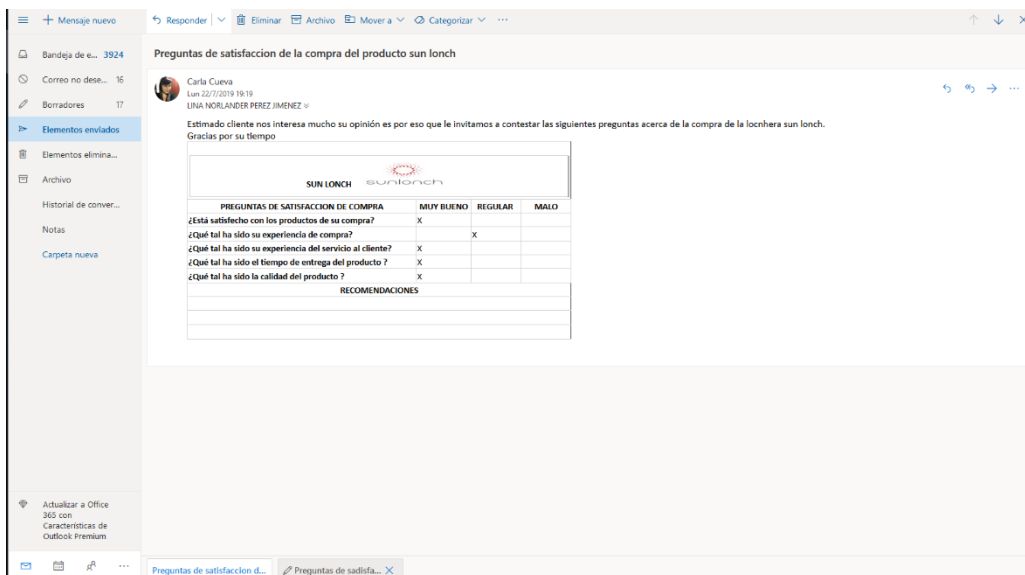 Mensaje nuevo
Responder Eliminar Archivo Mover a Categorizar ...
Bandeja de e... 3924
Correo no dese... 16
Borradores 17
Elementos enviados
Elementos elimina...
Archivo
Historial de conver...
Notas
Carpeta nueva
Actualizar a Office
365 con
Características de
Outlook Premium
Preguntas de satisfaccion de la compra del producto sun lonch
Carla Cueva
Lun 22/7/2019 19:19
LINA NORLANDER PEREZ JIMENEZ
Estimado cliente nos interesa mucho su opinión es por eso que le invitamos a contestar las siguientes preguntas acerca de la compra de la locnhera sun lonch.
Gracias por su tiempo
SUN LONCH sunlonch
PREGUNTAS DE SATISFACCION DE COMPRA MUY BUENO REGULAR MALO
¿Está satisfecho con los productos de su compra? X
¿Qué tal ha sido su experiencia de compra? X
¿Qué tal ha sido su experiencia del servicio al cliente? X
¿Qué tal ha sido el tiempo de entrega del producto ? X
¿Qué tal ha sido la calidad del producto ? X
RECOMENDACIONES
Preguntas de satisfaccion d... Preguntas de sadisfa...